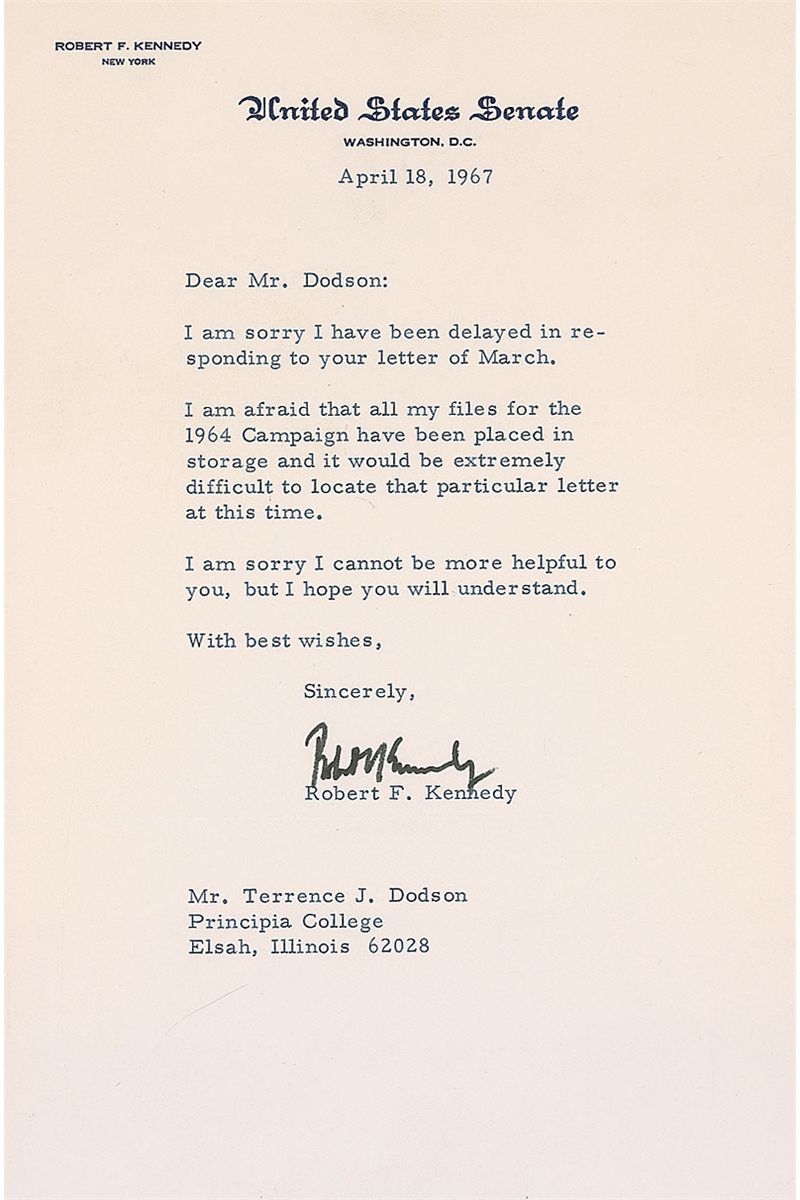 ROBERT F. KENNEDY
NEW YORK
United States Senate
WASHINGTON, D.C.
April 18, 1967
Dear Mr. Dodson:
I am sorry I have been delayed in re-
sponding to your letter of March.
I am afraid that all my files for the
1964 Campaign have been placed in
storage and it would be extremely
difficult to locate that particular letter
at this time.
I am sorry I cannot be more helpful to
you, but I hope you will understand.
With best wishes,
Sincerely,
Robert F Kennedy
Robert F. Kennedy
Mr. Terrence J. Dodson
Principia College
Elsah, Illinois 62028